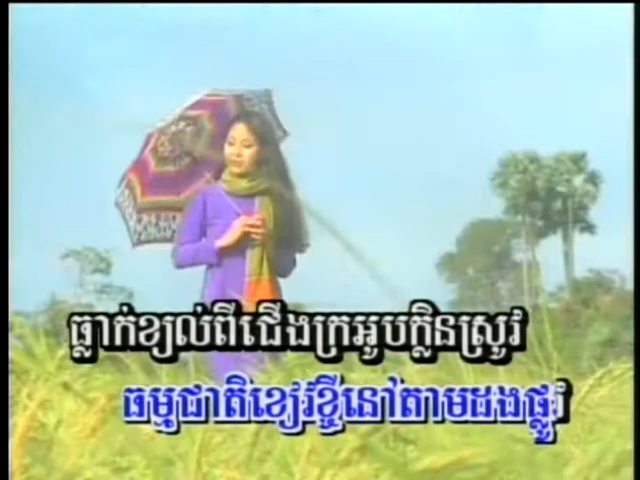 ធ្លាក់ខ្យល់ពីជើងក្រអូបក្លិនស្រូវ
ធម្មជាតិខៀវខ្ចីនៅតាមដងផ្លូវ